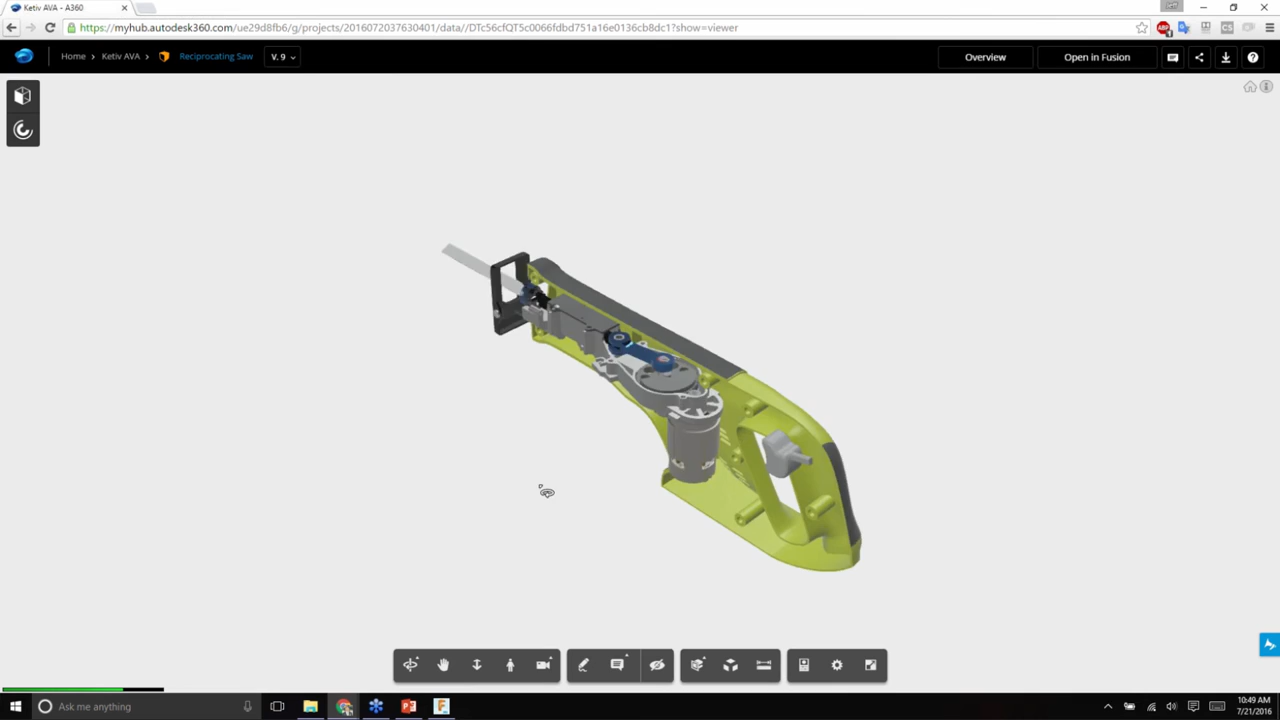 Ketiv AVA - A360
https://myhub.autodesk360.com/ue29d8fb6/g/projects/20160720376304​01/data//DTc56cfQT5c0066fdbd751a16e0136cb8dc1?show=viewer
Home > Ketiv AVA > Reciprocating Saw V. 9
Overview
Open in Fusion
Ask me anything
10:49 AM
7/21/2016